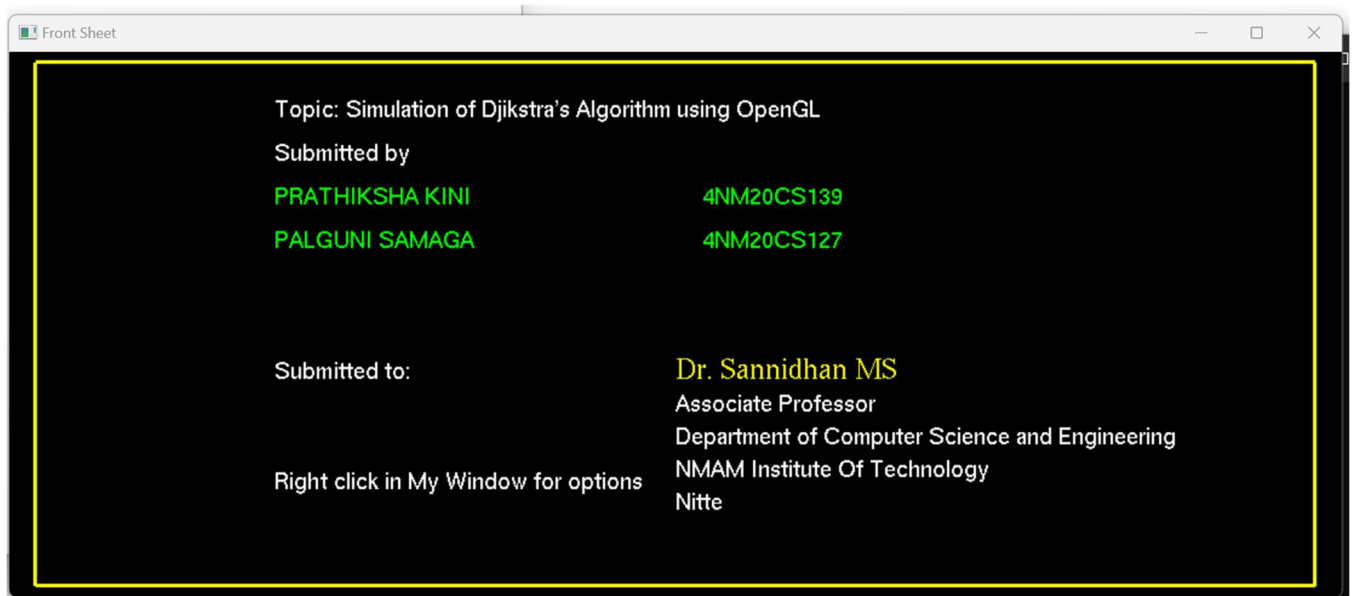 Front Sheet
Topic: Simulation of Djikstra's Algorithm using OpenGL
Submitted by
PRATHIKSHA KINI 4NM20CS139
PALGUNI SAMAGA 4NM20CS127
Submitted to: Dr. Sannidhan MS
Associate Professor
Department of Computer Science and Engineering
NMAM Institute Of Technology
Right click in My Window for options
Nitte